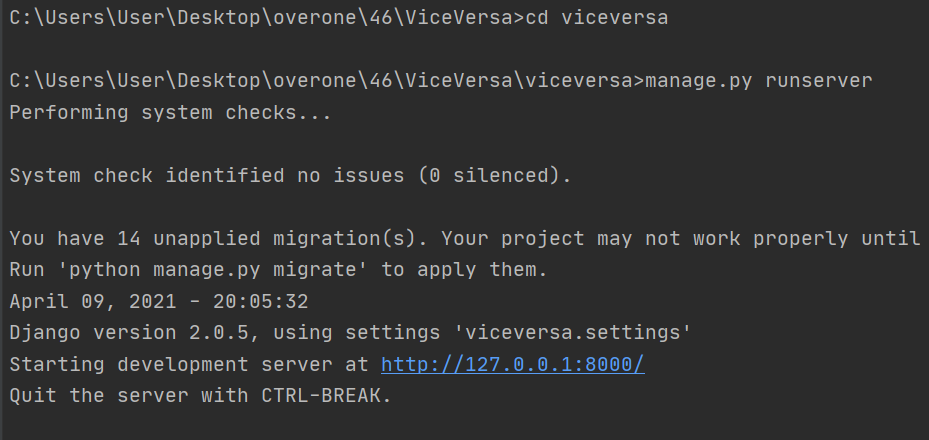 C:\Users\User\Desktop\overone\46\ViceVersa>cd viceversa
C:\Users\User\Desktop\overone\46\ViceVersa\viceversa>manage.py runserver
Performing system checks...
System check identified no issues (0 silenced).
You have 14 unapplied migration(s). Your project may not work properly until
Run 'python manage.py migrate' to apply them.
April 09, 2021 - 20:05:32
Django version 2.0.5, using settings 'viceversa.settings'
Starting development server at http://127.0.0.1:8000/
Quit the server with CTRL-BREAK.